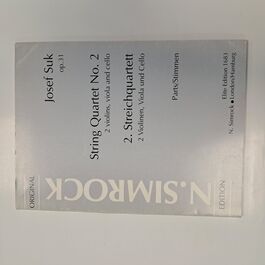 Josef Suk
op.31
String Quartet No. 2
2 violins, viola and cello
2. Streichquartett
2 Violinen, Viola und Cello
Parts/Stimmen
Elite Edition 1683
N. Simrock • London/Hamburg
ORIGINAL
N.SIMROCK
EDITION